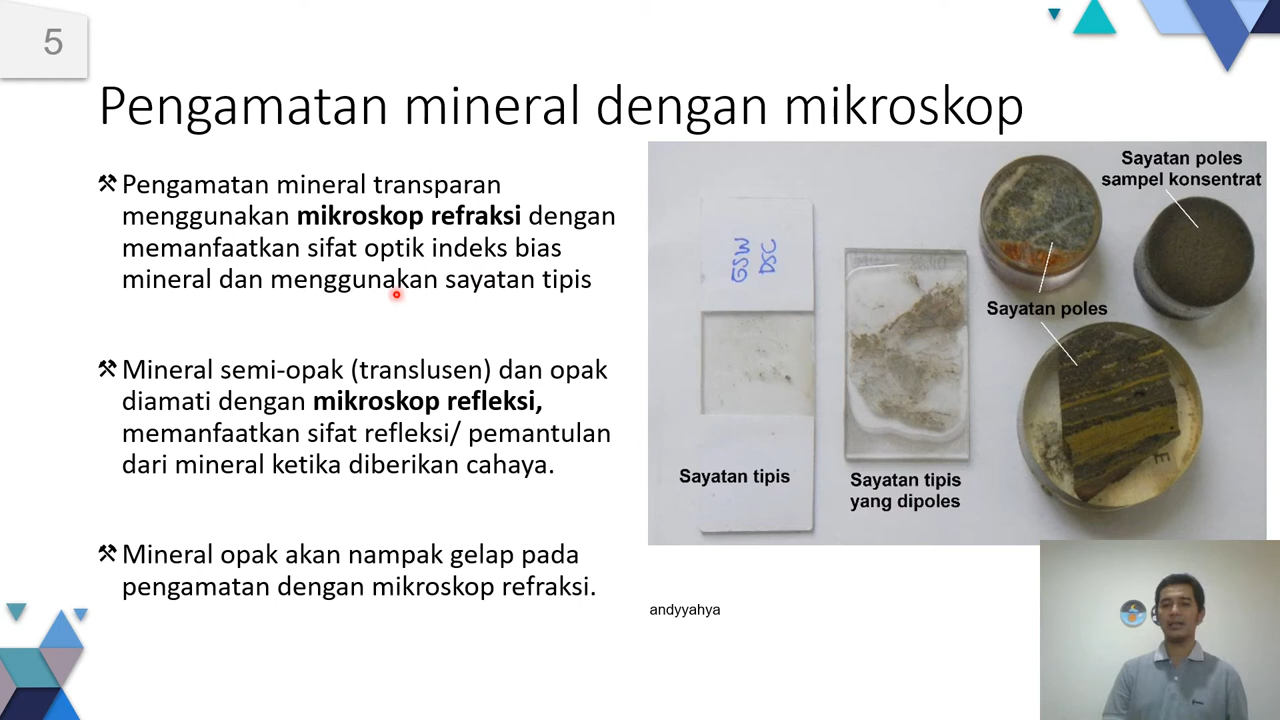 5
Pengamatan mineral dengan mikroskop
Pengamatan mineral transparan
menggunakan mikroskop refraksi dengan
memanfaatkan sifat optik indeks bias
mineral dan menggunakan sayatan tipis
Mineral semi-opak (translusen) dan opak
diamati dengan mikroskop refleksi,
memanfaatkan sifat refleksi/ pemantulan
dari mineral ketika diberikan cahaya.
Mineral opak akan nampak gelap pada
pengamatan dengan mikroskop refraksi.
Sayatan poles
sampel konsentrat
GSW
DSC
Sayatan poles
Sayatan tipis
Sayatan tipis
yang dipoles
E
andyyahya